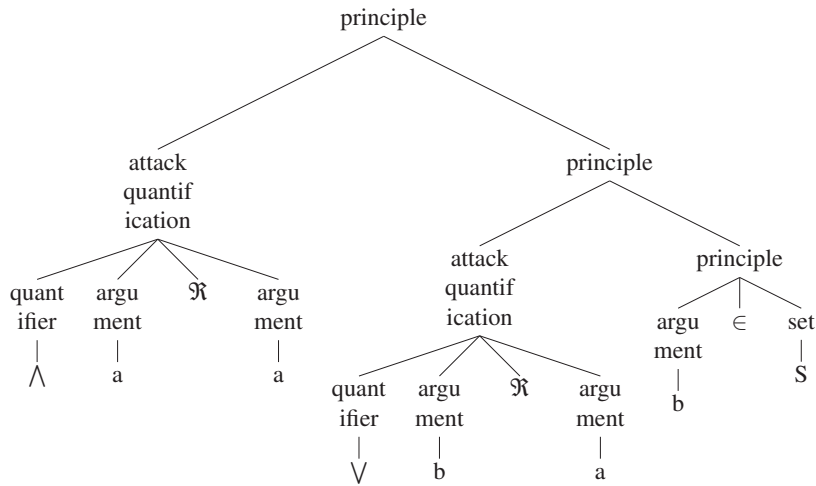 principle
attack
quantif
ication
principle
quant
ifier
argu
ment
ℜ
argu
ment
⋀
a
a
attack
quantif
ication
principle
quant
ifier
argu
ment
ℜ
argu
ment
⋁
b
a
argu
ment
∈
set
b
S